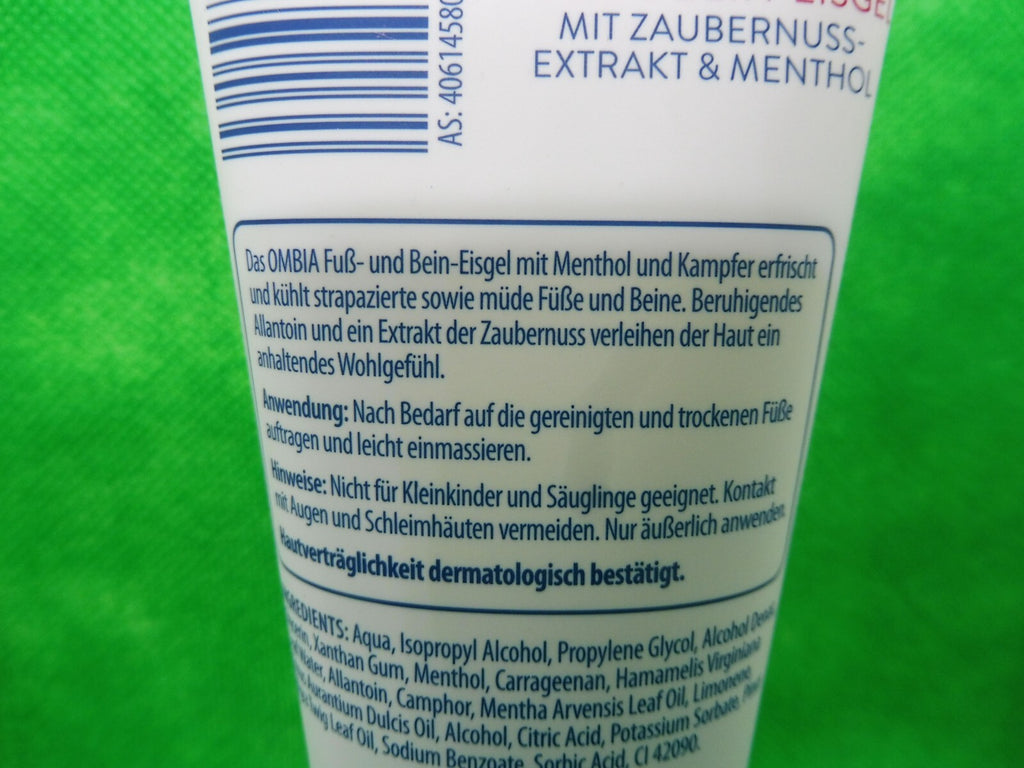 EISGEL
MIT ZAUBERNUSS-
EXTRAKT & MENTHOL
AS: 40614580
Das OMBIA Fuß- und Bein-Eisgel mit Menthol und Kampfer erfrischt
und kühlt strapazierte sowie müde Füße und Beine. Beruhigendes
Allantoin und ein Extrakt der Zaubernuss verleihen der Haut ein
anhaltendes Wohlgefühl.
Anwendung: Nach Bedarf auf die gereinigten und trockenen Füße
auftragen und leicht einmassieren.
Hinweise: Nicht für Kleinkinder und Säuglinge geeignet. Kontakt
mit Augen und Schleimhäuten vermeiden. Nur äußerlich anwenden.
Hautverträglichkeit dermatologisch bestätigt.
INGREDIENTS: Aqua, Isopropyl Alcohol, Propylene Glycol, Alcohol
Xanthan Gum, Menthol, Carrageenan, Hamamelis Virginiana
Water, Allantoin, Camphor, Mentha Arvensis Leaf Oil, Limonene,
Aurantium Dulcis Oil, Alcohol, Citric Acid, Potassium Sorbate,
Twig Leaf Oil, Sodium Benzoate, Sorbic Acid, CI 42090.